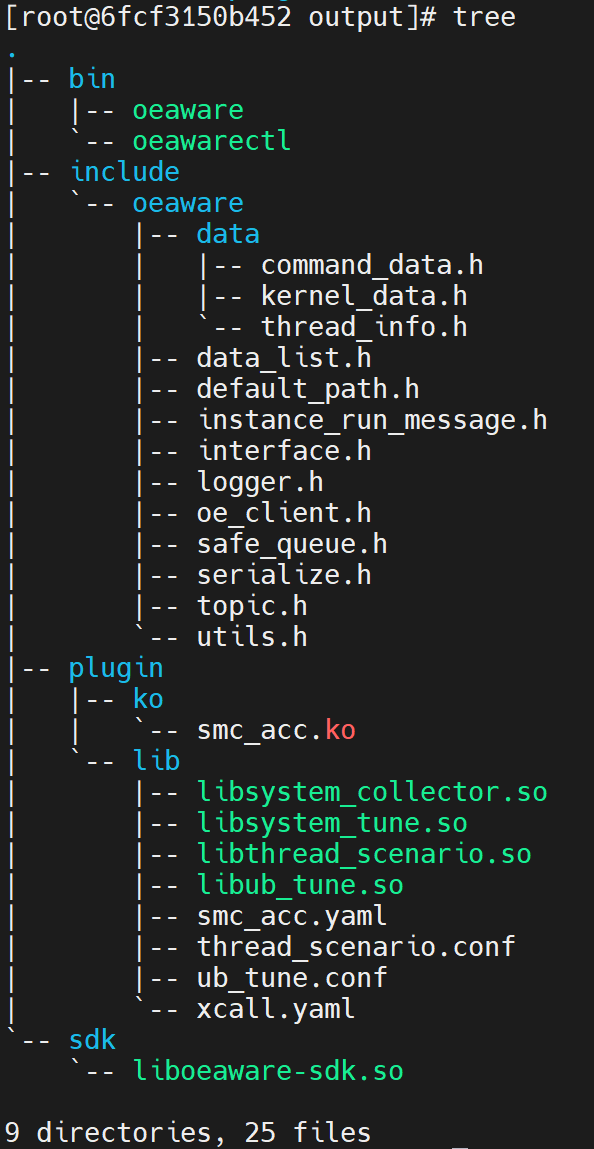 [root@6fcf3150b452 output]# tree
.
|-- bin
|   |-- oeaware
|   `-- oeawarectl
|-- include
|   `-- oeaware
|       |-- data
|       |   |-- command_data.h
|       |   |-- kernel_data.h
|       |   `-- thread_info.h
|       |-- data_list.h
|       |-- default_path.h
|       |-- instance_run_message.h
|       |-- interface.h
|       |-- logger.h
|       |-- oe_client.h
|       |-- safe_queue.h
|       |-- serialize.h
|       |-- topic.h
|       `-- utils.h
|-- plugin
|   |-- ko
|   |   `-- smc_acc.ko
|   `-- lib
|       |-- libsystem_collector.so
|       |-- libsystem_tune.so
|       |-- libthread_scenario.so
|       |-- libub_tune.so
|       |-- smc_acc.yaml
|       |-- thread_scenario.conf
|       |-- ub_tune.conf
|       `-- xcall.yaml
`-- sdk
    `-- liboeaware-sdk.so

9 directories, 25 files